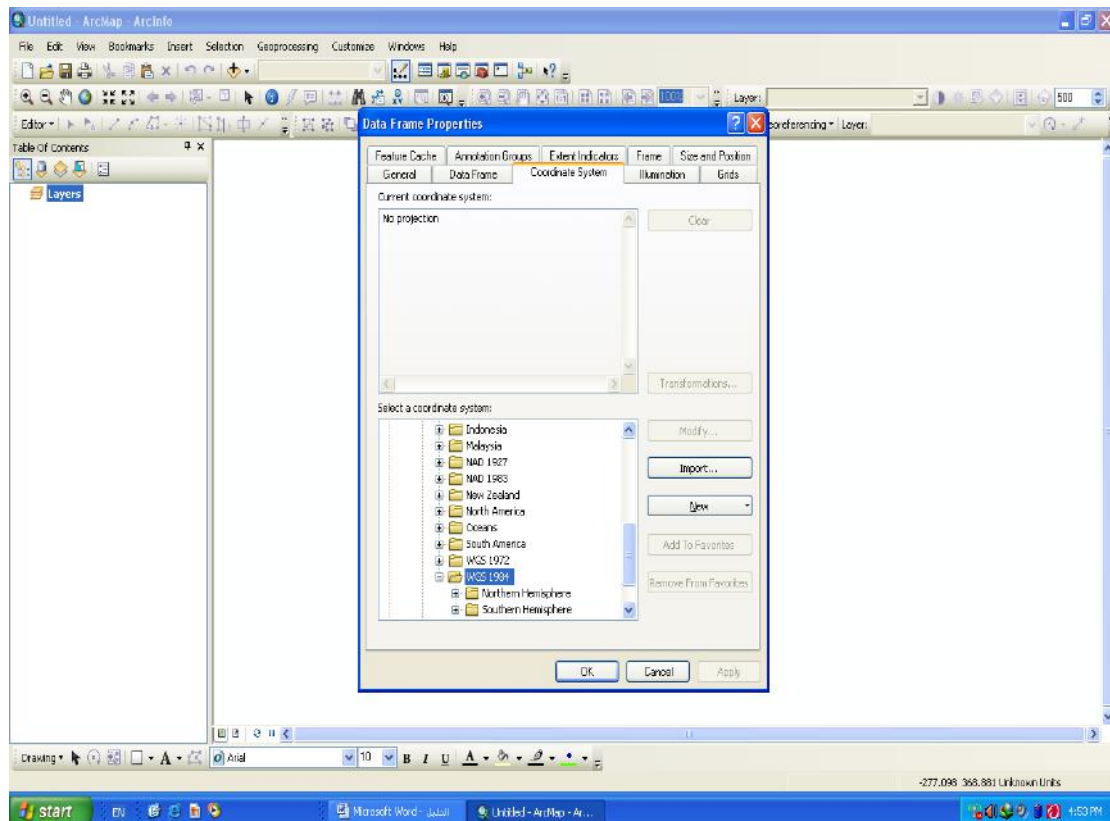 Untitled - ArcMap - ArcInfo
File Edit View Bookmarks Insert Selection Geoprocessing Customize Windows Help
100% Layer: 500
Editor Georeferencing Layer:
Table Of Contents
Layers
Data Frame Properties
Feature Cache Annotation Groups Extent Indicators Frame Size and Position
General Data Frame Coordinate System Illumination Grids
Current coordinate system:
No projection
Clear
Transformations...
Select a coordinate system:
Indonesia
Malaysia
NAD 1927
NAD 1983
New Zealand
North America
Oceans
South America
WGS 1972
WGS 1984
Northern Hemisphere
Southern Hemisphere
Modify...
Import...
New
Add To Favorites
Remove From Favorites
OK Cancel Apply
Drawing A Arial 10 B I U A
-277.098 368.881 Unknown Units
start EN Microsoft Word - Untitled - ArcMap - Ar... 4:53 PM